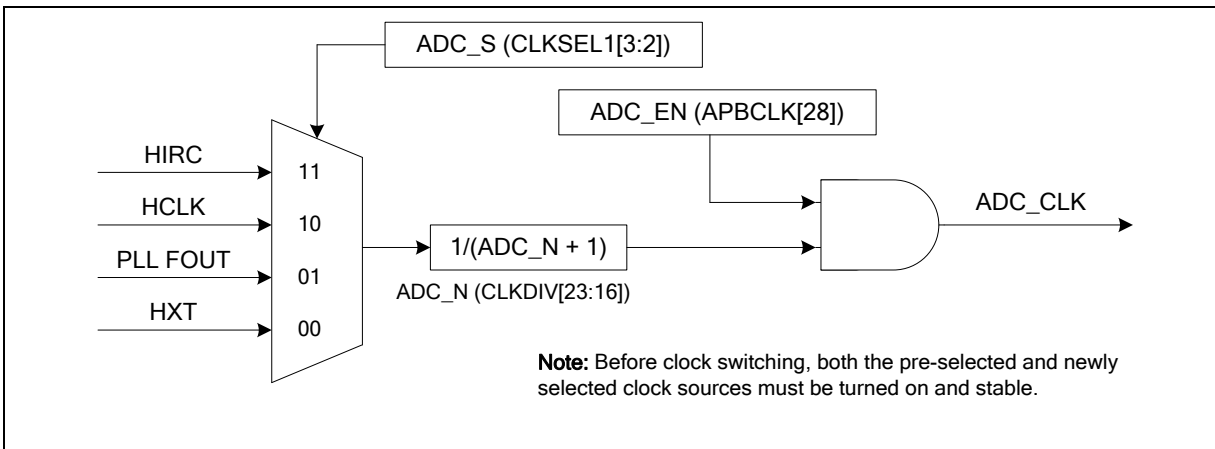 ADC_S (CLKSEL1[3:2])
ADC_EN (APBCLK[28])
HIRC
11
HCLK
10
PLL FOUT
01
HXT
00
1/(ADC_N + 1)
ADC_N (CLKDIV[23:16])
ADC_CLK
Note: Before clock switching, both the pre-selected and newly
selected clock sources must be turned on and stable.